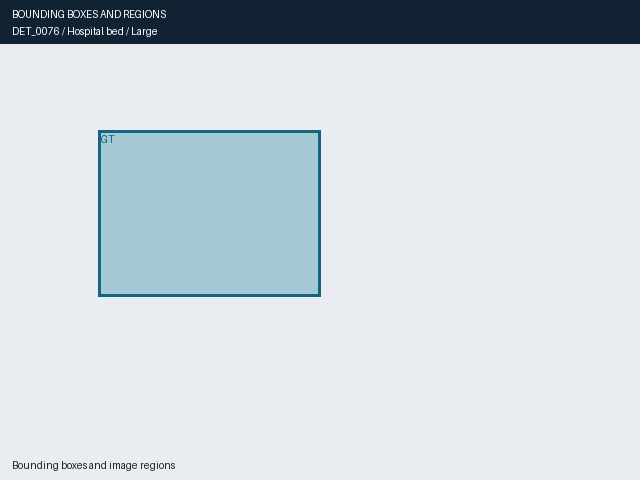 BOUNDING BOXES AND REGIONS
DET_0076 / Hospital bed / Large
GT
Bounding boxes and image regions